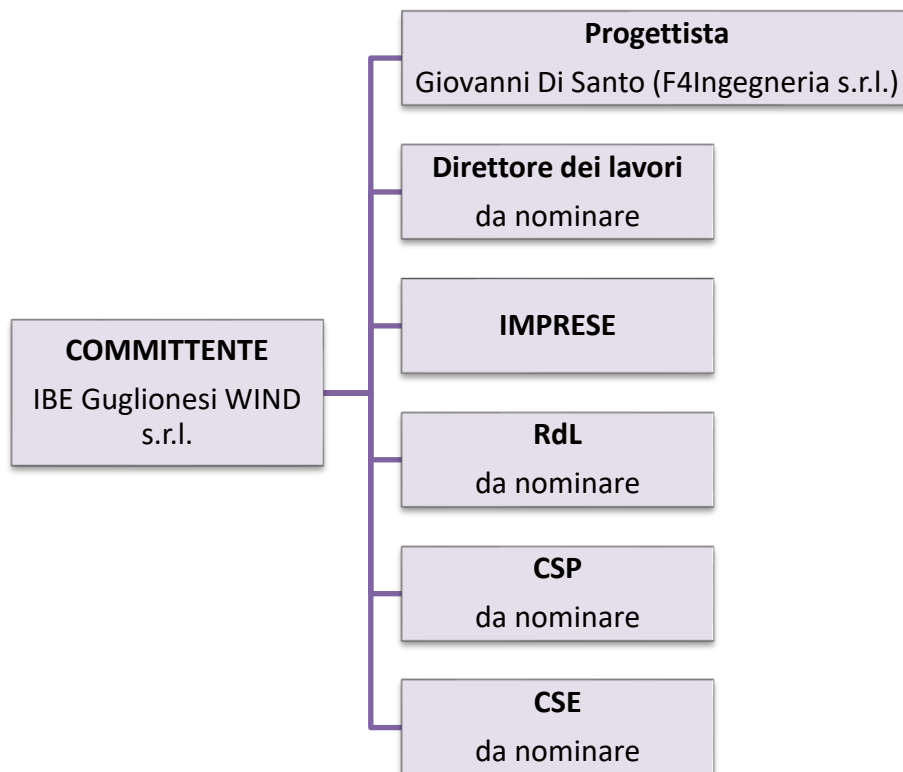 Progettista
Giovanni Di Santo (F4Ingegneria s.r.l.)
Direttore dei lavori
da nominare
IMPRESE
COMMITTENTE
IBE Guglionesi WIND
s.r.l.
RdL
da nominare
CSP
da nominare
CSE
da nominare